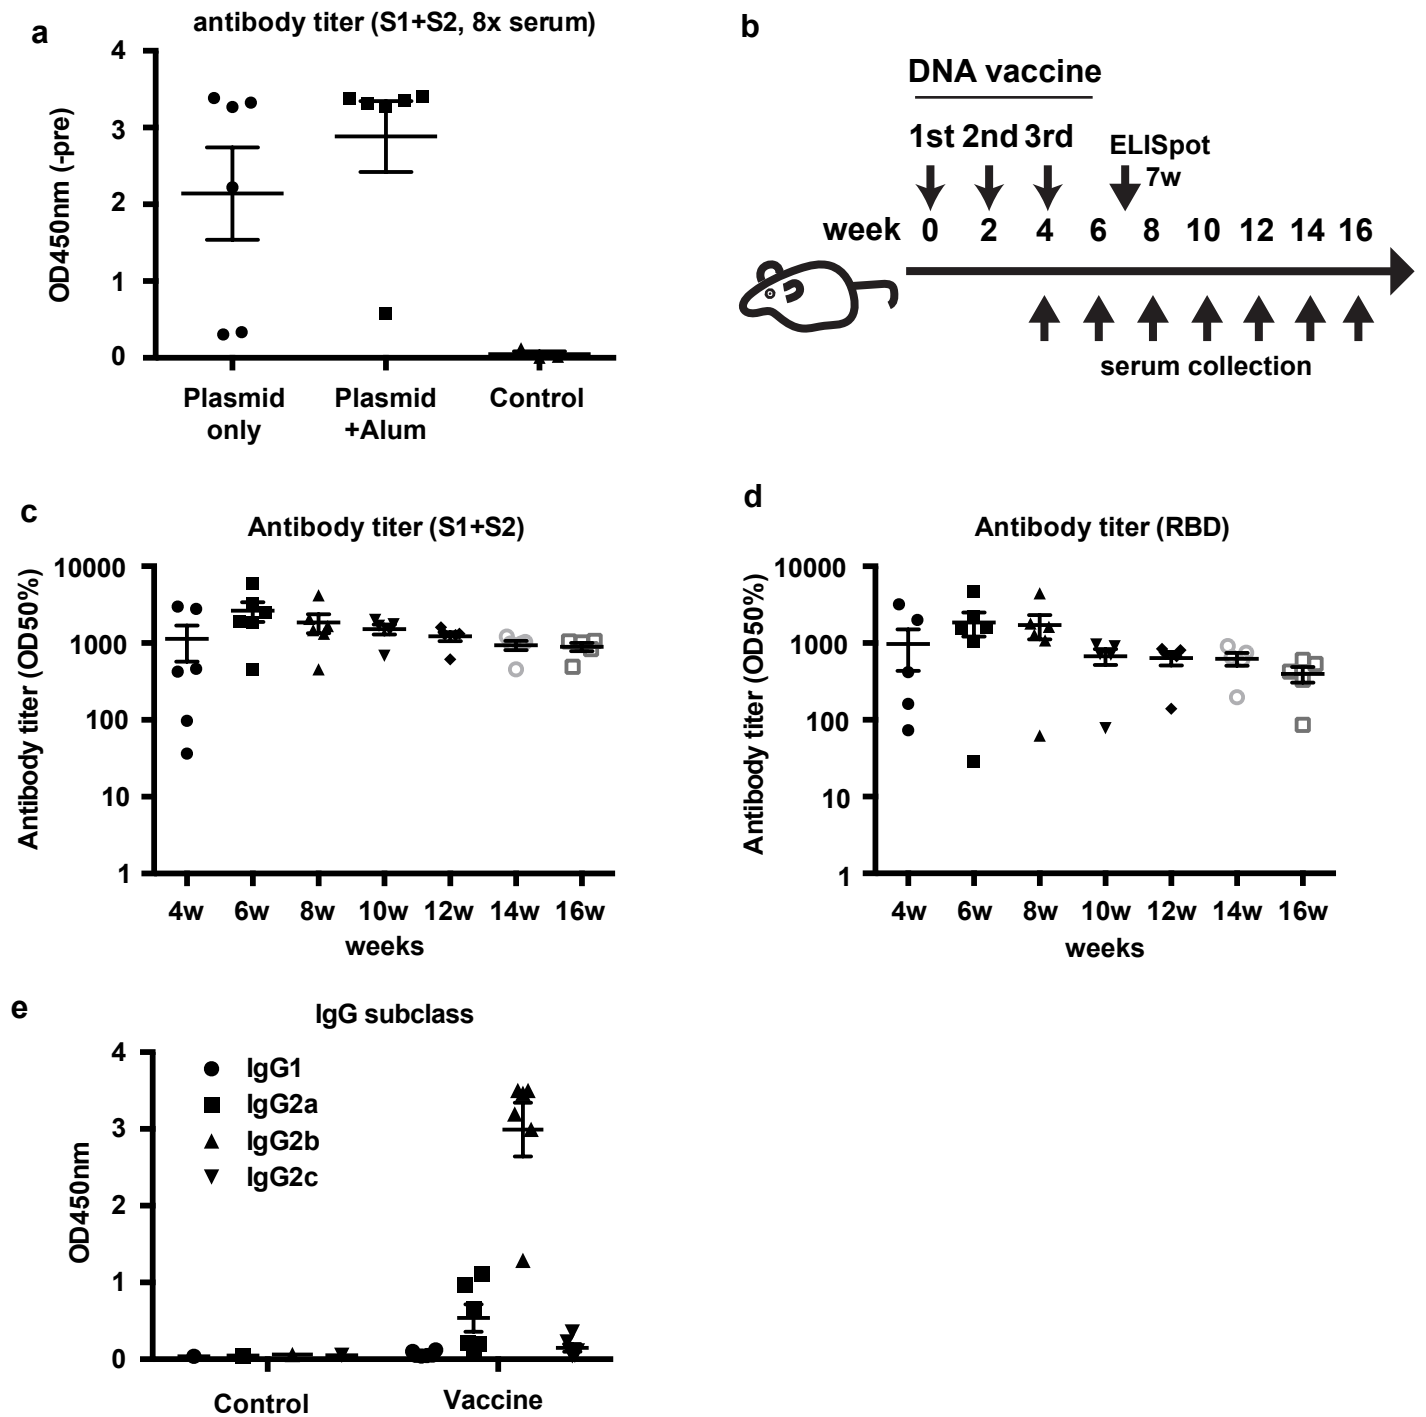 a
antibody titer (S1+S2, 8x serum)
OD450nm (-pre)
4
3
2
1
0
Plasmid
only
Plasmid
+Alum
Control
b
DNA vaccine
1st 2nd 3rd
ELISpot
7w
week 0 2 4 6 8 10 12 14 16
serum collection
c
Antibody titer (S1+S2)
Antibody titer (OD50%)
10000
1000
100
10
1
4w 6w 8w 10w 12w 14w 16w
weeks
d
Antibody titer (RBD)
Antibody titer (OD50%)
10000
1000
100
10
1
4w 6w 8w 10w 12w 14w 16w
weeks
e
IgG subclass
OD450nm
4
3
2
1
0
IgG1
IgG2a
IgG2b
IgG2c
Control
Vaccine